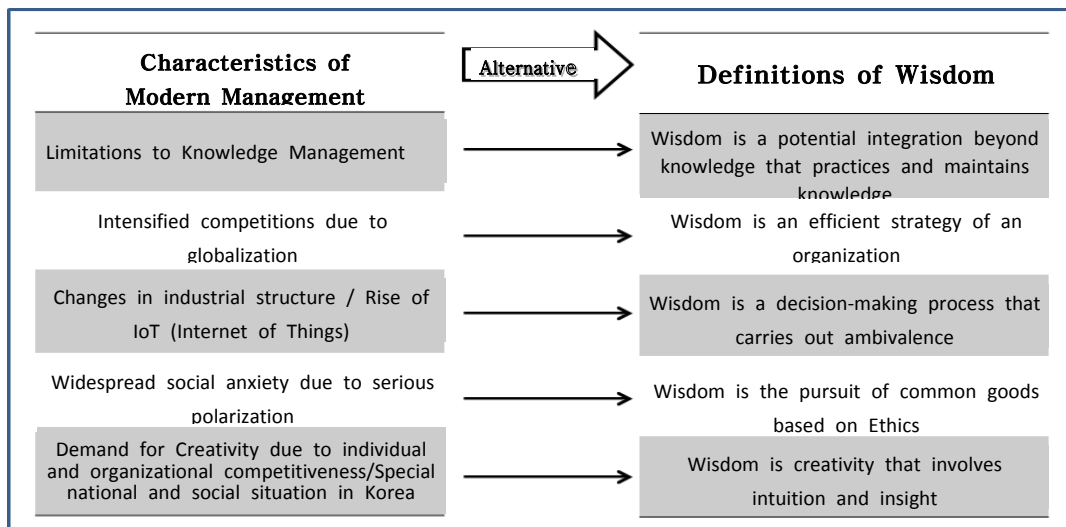 Characteristics of
Modern Management
Alternative
Definitions of Wisdom
Limitations to Knowledge Management
Wisdom is a potential integration beyond
knowledge that practices and maintains
knowledge
Intensified competitions due to
globalization
Wisdom is an efficient strategy of an
organization
Changes in industrial structure / Rise of
IoT (Internet of Things)
Wisdom is a decision-making process that
carries out ambivalence
Widespread social anxiety due to serious
polarization
Wisdom is the pursuit of common goods
based on Ethics
Demand for Creativity due to individual
and organizational competitiveness/Special
national and social situation in Korea
Wisdom is creativity that involves
intuition and insight